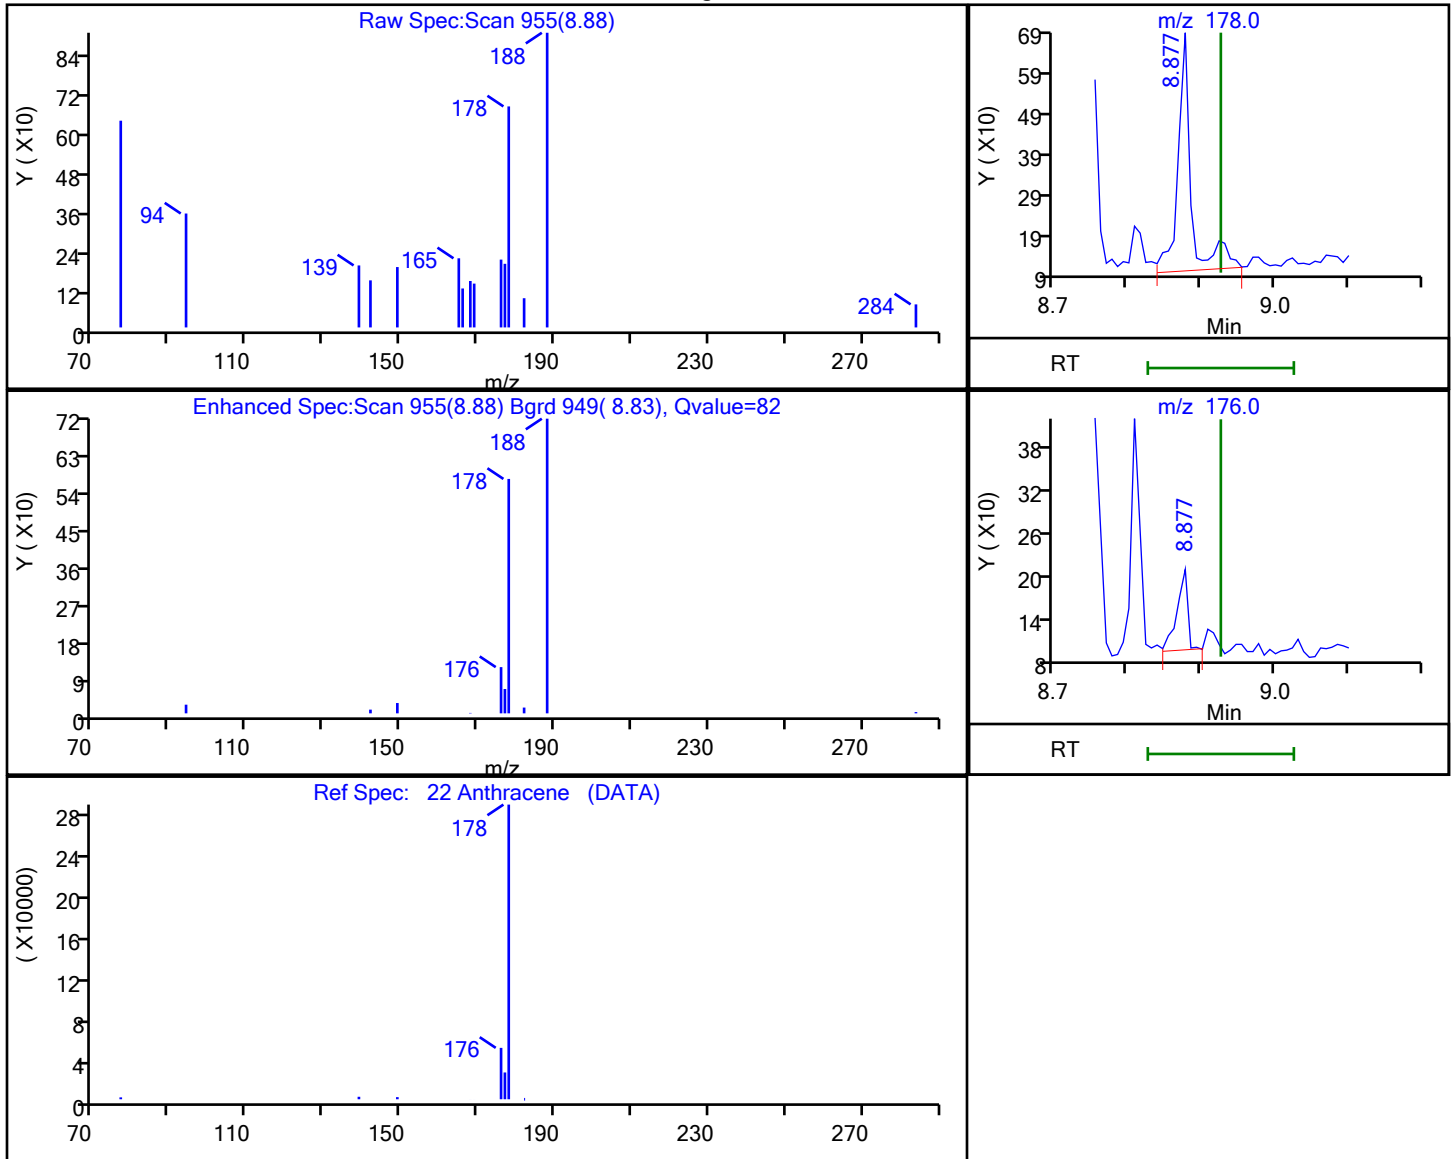 Raw Spec:Scan 955(8.88)
Y ( X10)
84
72
60
48
36
24
12
0
188
178
94
139
165
284
70 110 150 190 230 270
m/z
m/z 178.0
Y ( X10)
69
59
49
39
29
19
9
8.877
8.7 9.0
Min
RT
Enhanced Spec:Scan 955(8.88) Bgrd 949( 8.83), Qvalue=82
Y ( X10)
72
63
54
45
36
27
18
9
0
188
178
176
70 110 150 190 230 270
m/z
m/z 176.0
Y ( X10)
38
32
26
20
14
8
8.877
8.7 9.0
Min
RT
Ref Spec: 22 Anthracene (DATA)
( X10000)
28
24
20
16
12
8
4
0
178
176
70 110 150 190 230 270